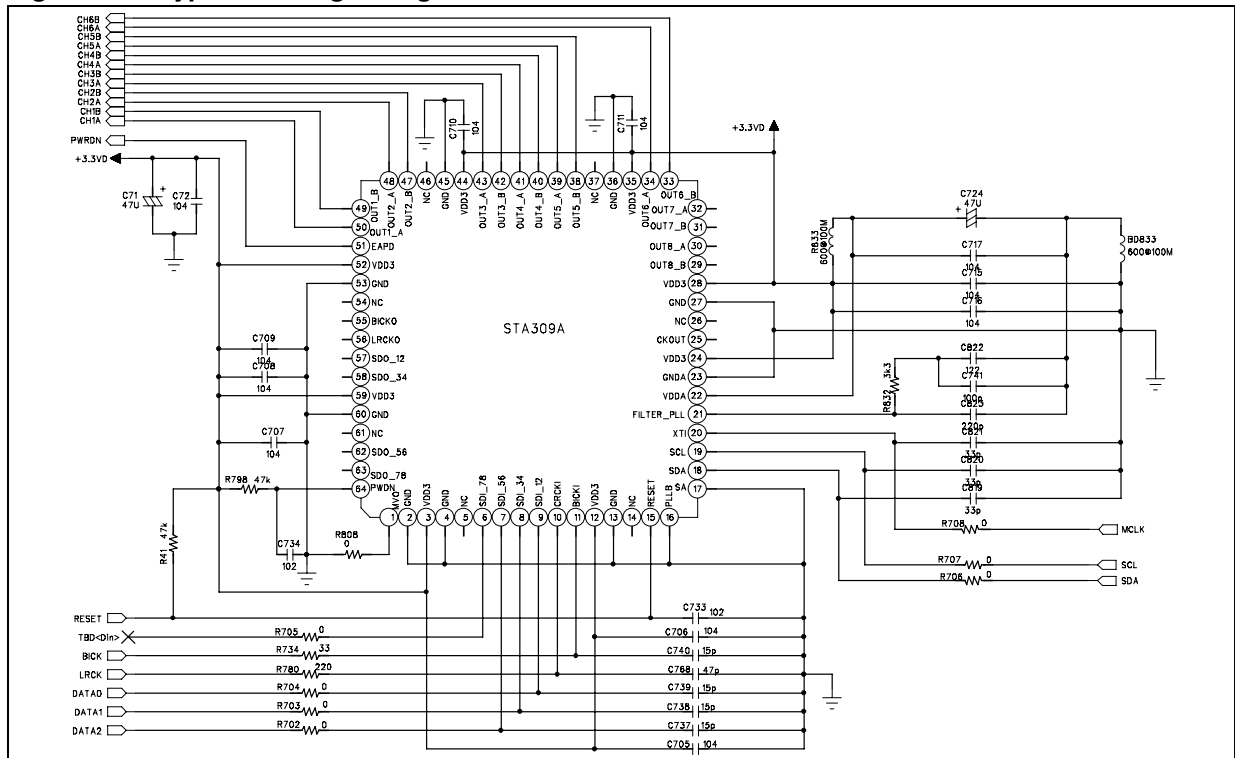 CH6B
CH6A
CH5B
CH5A
CH4B
CH4A
CH3B
CH3A
CH2B
CH2A
CH1B
CH1A
PWRDN
+3.3VD
C71
47U
C72
104
C710
104
C711
104
+3.3VD
48
47
46
45
44
43
42
41
40
39
38
37
36
35
34
33
OUT1_B
OUT2_A
OUT2_B
NC
GND
VDD3
OUT3_A
OUT3_B
OUT4_A
OUT4_B
OUT5_A
OUT5_B
NC
GND
VDD3
OUT6_A
OUT6_B
49
50 OUT1_A
51 EAPD
52 VDD3
53 GND
54 NC
55 BICKO
56 LRCKO
57 SDO_12
58 SDO_34
59 VDD3
60 GND
61 NC
62 SDO_56
63 SDO_78
64 PWDN
STA309A
OUT7_A 32
OUT7_B 31
OUT8_A 30
OUT8_B 29
VDD3 28
GND 27
NC 26
CKOUT 25
VDD3 24
GNDA 23
VDDA 22
FILTER_PLL 21
XTI 20
SCL 19
SDA 18
SA 17
MVO
GND
VDD3
GND
NC
SDI_78
SDI_56
SDI_34
SDI_12
LRCKI
BICKI
VDD3
GND
NC
RESET
PLLB
1
2
3
4
5
6
7
8
9
10
11
12
13
14
15
16
C709
104
C708
104
C707
104
R798 47k
R41 47k
C734
102
R808
0
R833
600@100M
C724
47U
C717
104
C715
104
C716
104
BD833
600@100M
R832 3k3
C822
122
C741
100p
C823
220p
C821
33p
C820
33p
C819
33p
R708 0
MCLK
R707 0
SCL
R706 0
SDA
RESET
C733 102
TBD<DIn>
R705 0
C706 104
BICK
R734 33
C740 15p
LRCK
R780 220
C768 47p
DATA0
R704 0
C739 15p
DATA1
R703 0
C738 15p
DATA2
R702 0
C737 15p
C705 104